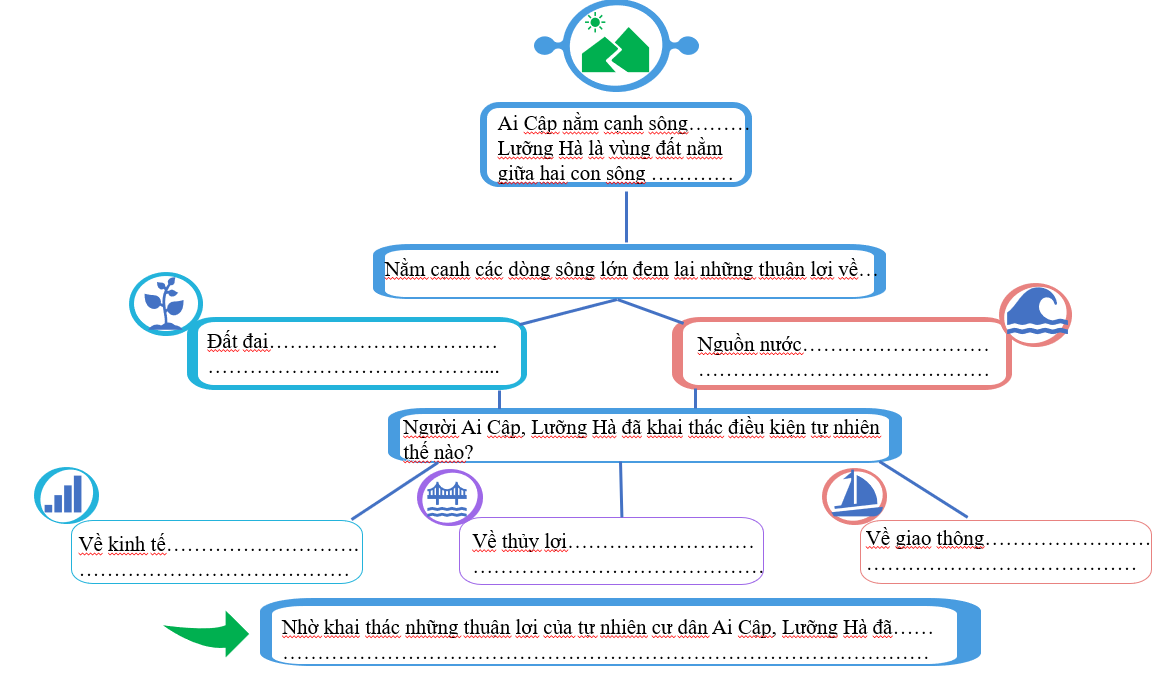 Ai Cập nằm cạnh sông………
Lưỡng Hà là vùng đất nằm
giữa hai con sông …………
Nằm cạnh các dòng sông lớn đem lại những thuận lợi về…
Đất đai……………………………
…………………………………....
Nguồn nước………………………
……………………………………
Người Ai Cập, Lưỡng Hà đã khai thác điều kiện tự nhiên
thế nào?
Về kinh tế……………………….
…………………………………
Về thủy lợi………………………
……………………………………
Về giao thông……………………
…………………………………
Nhờ khai thác những thuận lợi của tự nhiên cư dân Ai Cập, Lưỡng Hà đã……
…………………………………………………………………………………